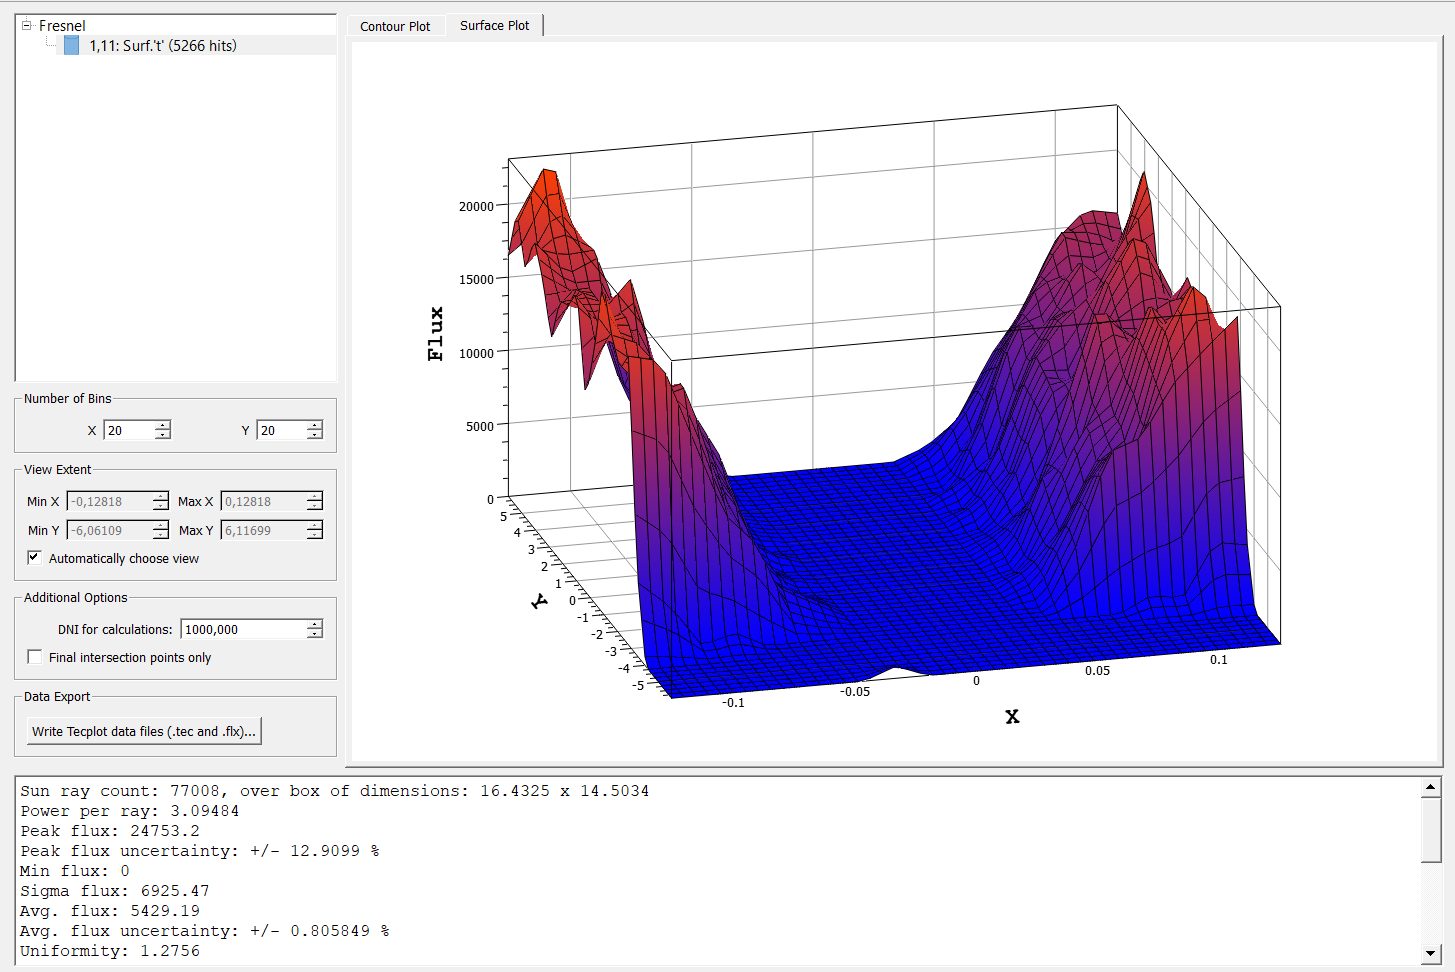 Fresnel
1,11: Surf.'t' (5266 hits)
Contour Plot
Surface Plot
Flux
20000
15000
10000
5000
0
5
4
3
2
1
0
-1
-2
-3
-4
-5
Y
-0.1
-0.05
0
0.05
0.1
X
Number of Bins
X 20 Y 20
View Extent
Min X -0,12818 Max X 0,12818
Min Y -6,06109 Max Y 6,11699
Automatically choose view
Additional Options
DNI for calculations: 1000,000
Final intersection points only
Data Export
Write Tecplot data files (.tec and .flx)...
Sun ray count: 77008, over box of dimensions: 16.4325 x 14.5034
Power per ray: 3.09484
Peak flux: 24753.2
Peak flux uncertainty: +/- 12.9099 %
Min flux: 0
Sigma flux: 6925.47
Avg. flux: 5429.19
Avg. flux uncertainty: +/- 0.805849 %
Uniformity: 1.2756